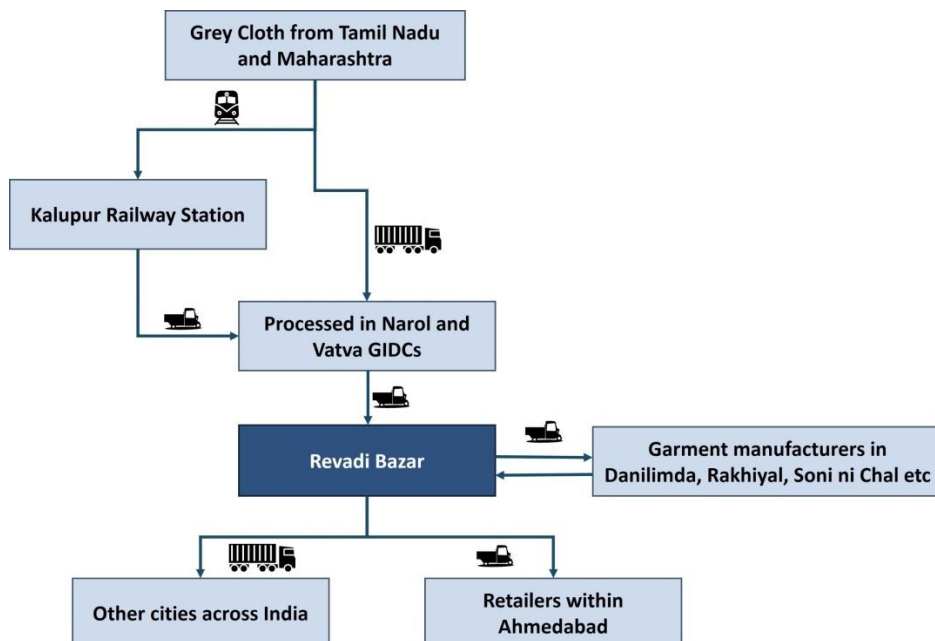 Grey Cloth from Tamil Nadu
and Maharashtra
Kalupur Railway Station
Processed in Narol and
Vatva GIDCs
Revadi Bazar
Garment manufacturers in
Danilimda, Rakhiyal, Soni ni Chal etc
Other cities across India
Retailers within
Ahmedabad